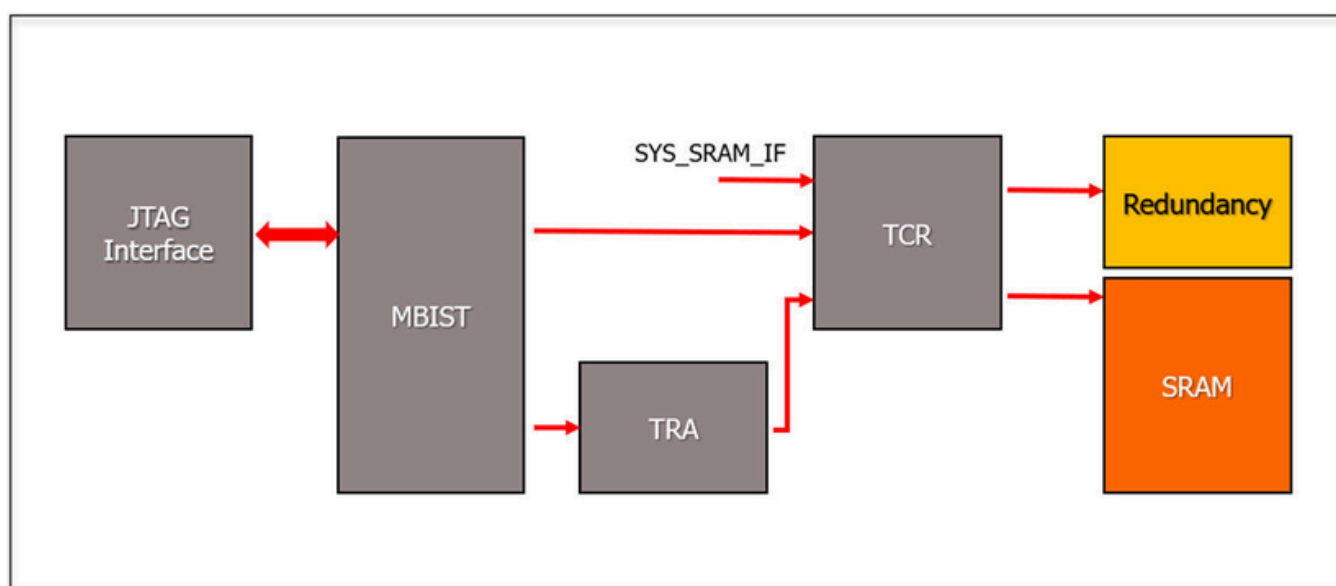 SYS_SRAM_IF
JTAG
Interface
MBIST
TRA
TCR
Redundancy
SRAM